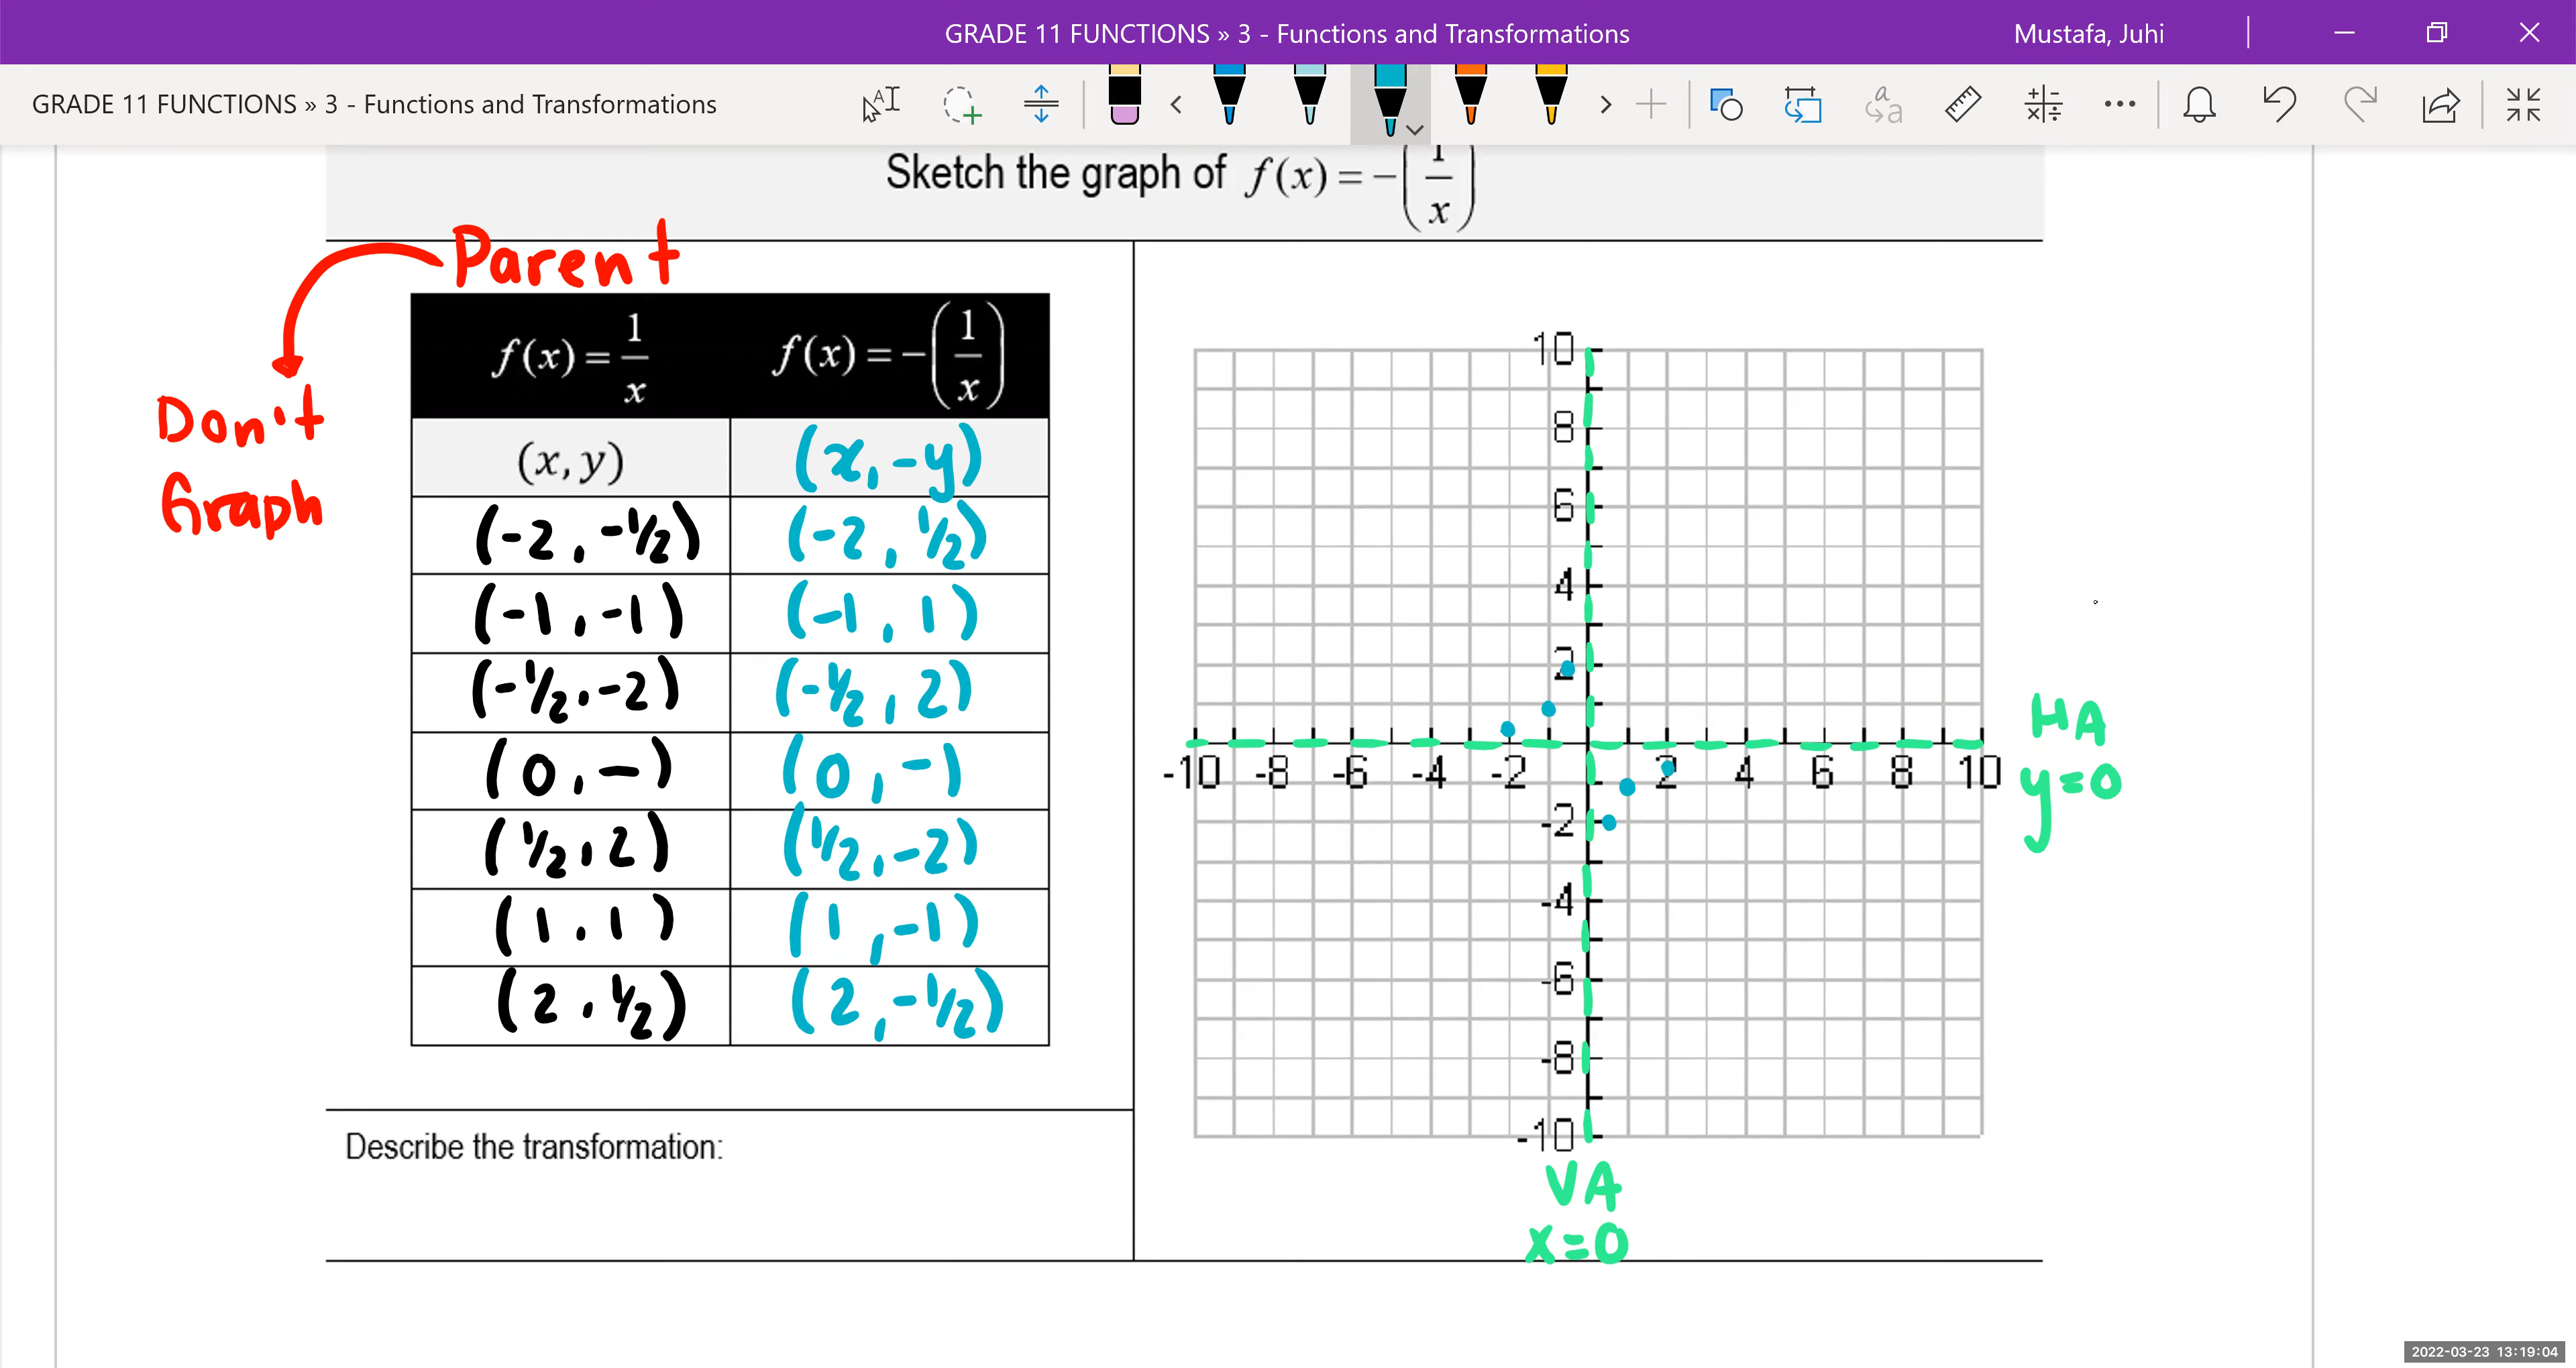 GRADE 11 FUNCTIONS » 3 - Functions and Transformations
Mustafa, Juhi
GRADE 11 FUNCTIONS » 3 - Functions and Transformations
Sketch the graph of f(x) = -(1/x)
Parent
Don't
Graph
f(x) = 1/x f(x) = -(1/x)
(x, y) (x, -y)
(-2, -1/2) (-2, 1/2)
(-1, -1) (-1, 1)
(-1/2, -2) (-1/2, 2)
(0, —) (0, —)
(1/2, 2) (1/2, -2)
(1, 1) (1, -1)
(2, 1/2) (2, -1/2)
Describe the transformation:
10
8
6
4
2
-10 -8 -6 -4 -2 2 4 6 8 10
-2
-4
-6
-8
-10
HA
y=0
VA
x=0
2022-03-23 13:19:04